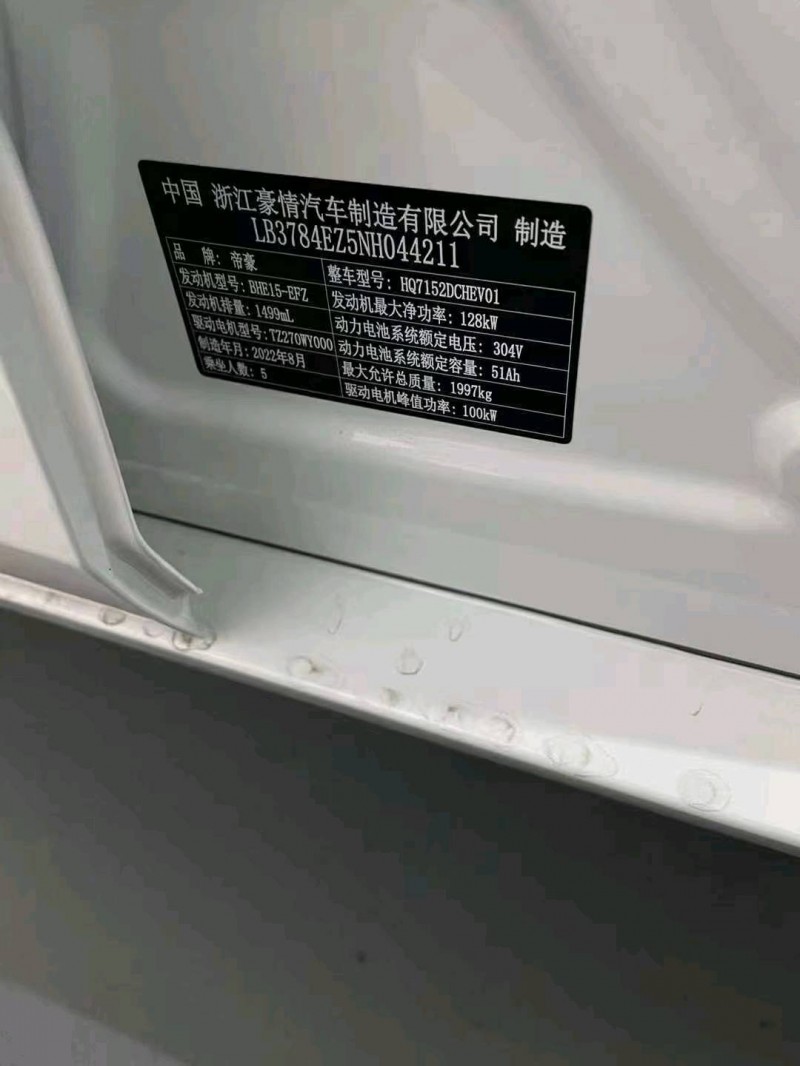 中国 浙江豪情汽车制造有限公司 制造
LB3784EZ5NH044211
品 牌: 帝豪 整车型号: HQ7152DCHEV01
发动机型号: BHE15-EFZ 发动机最大净功率: 128kW
发动机排量: 1499mL 动力电池系统额定电压: 304V
驱动电机型号: TZ270WY000 动力电池系统额定容量: 51Ah
制造年月: 2022年8月 最大允许总质量: 1997kg
乘坐人数: 5 驱动电机峰值功率: 100kW